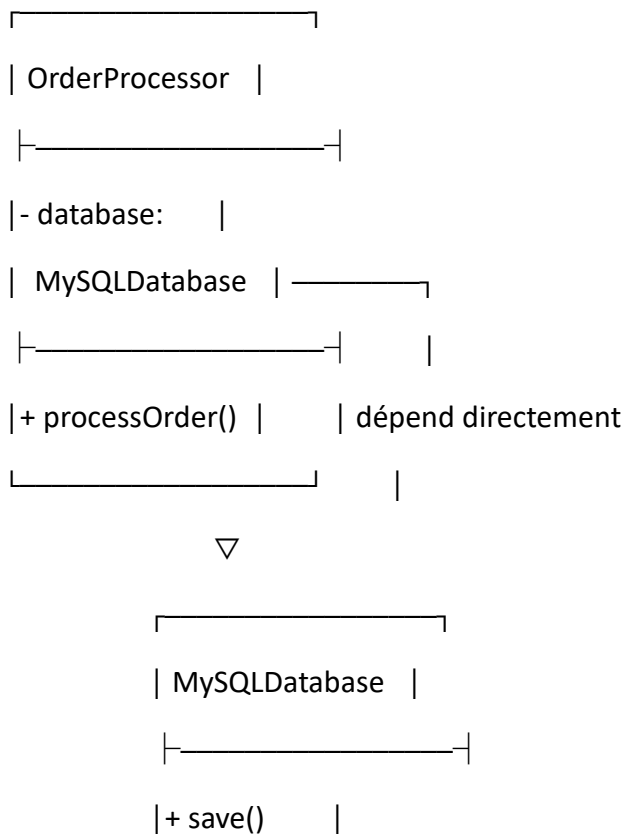 OrderProcessor
- database:
MySQLDatabase
+ processOrder()
dépend directement
MySQLDatabase
+ save()